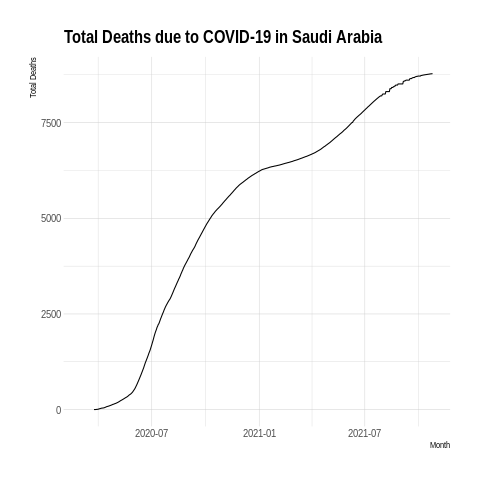 Total Deaths due to COVID-19 in Saudi Arabia
Total Deaths
7500
5000
2500
0
2020-07
2021-01
2021-07
Month